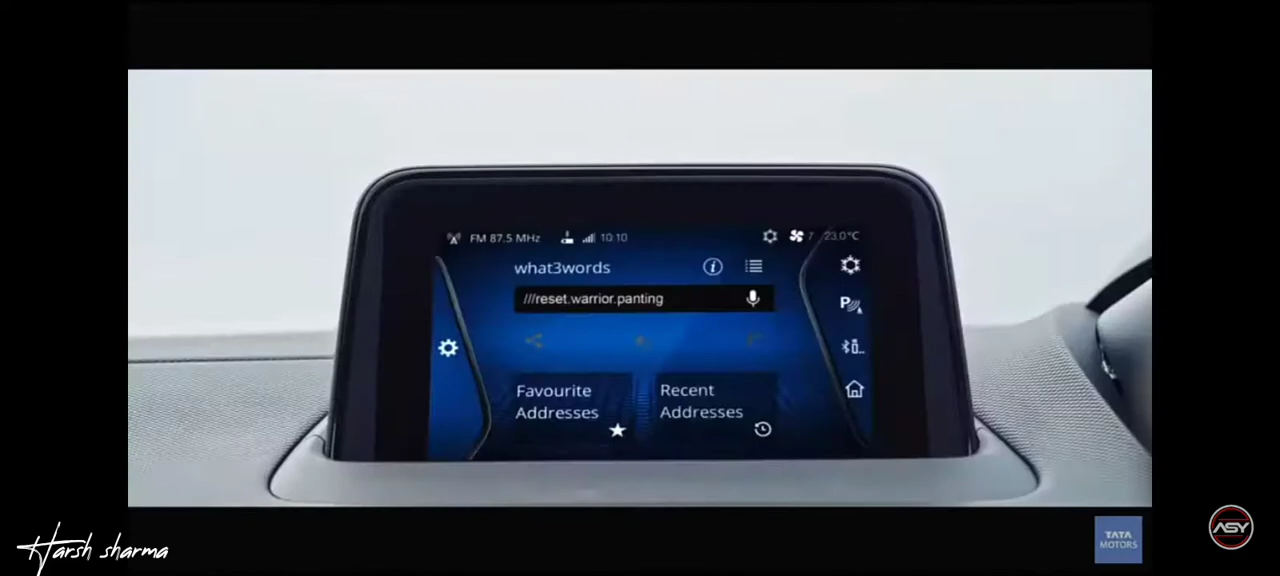 FM 87.5 MHz 10:10 7 23.0°C
what3words
///reset.warrior.panting
Favourite
Addresses
Recent
Addresses
Harsh sharma
TATA
MOTORS
ASY